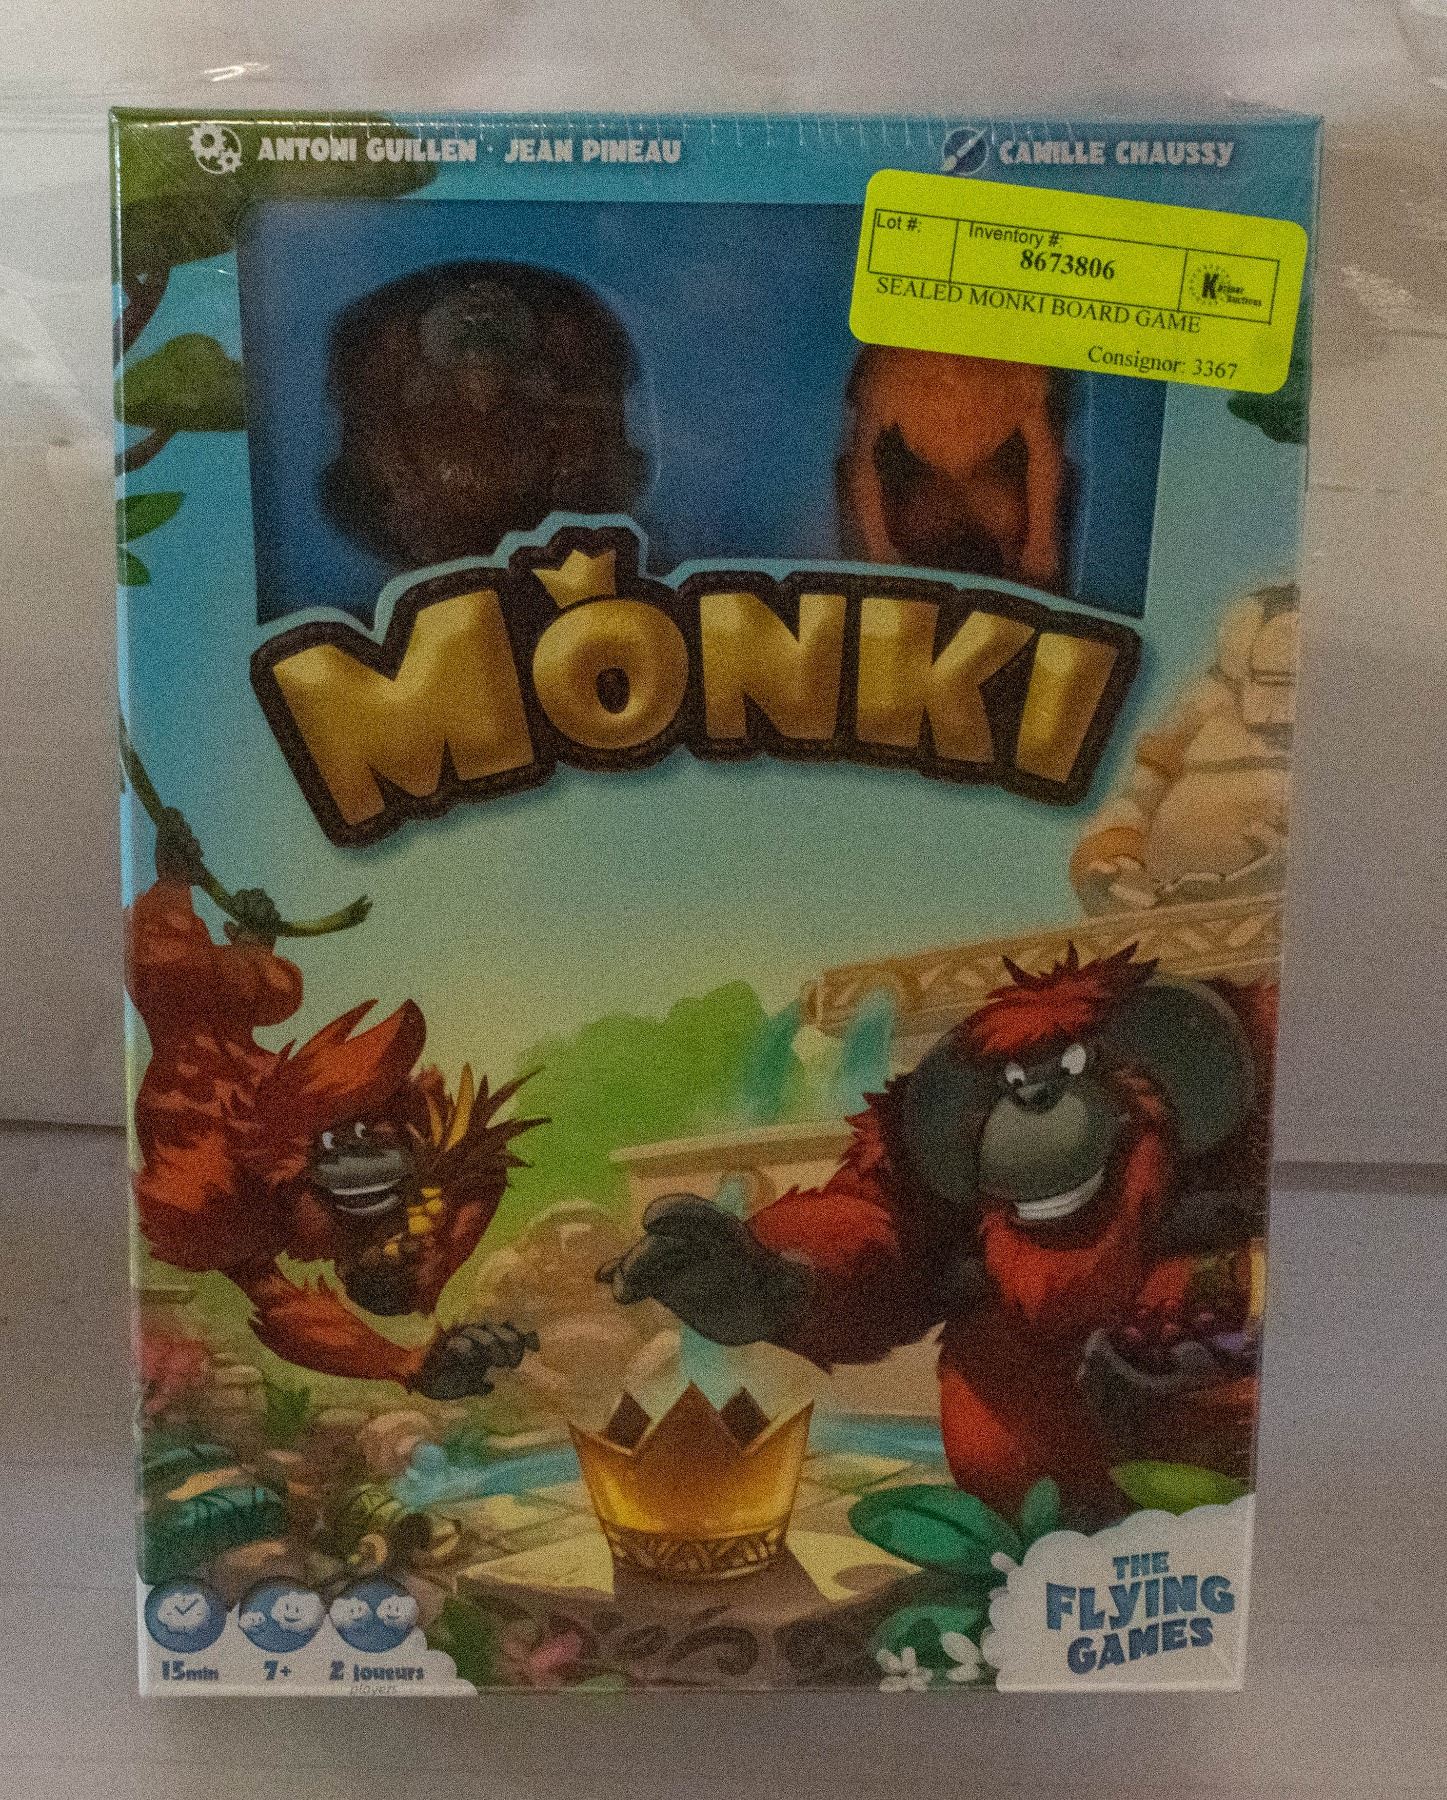 ANTONI GUILLEN · JEAN PINEAU
CAMILLE CHAUSSY
Lot #:
Inventory #:
8673806
SEALED MONKI BOARD GAME
Consignor: 3367
MONKI
15min
7+
2 Joueurs
players
THE
FLYING
GAMES